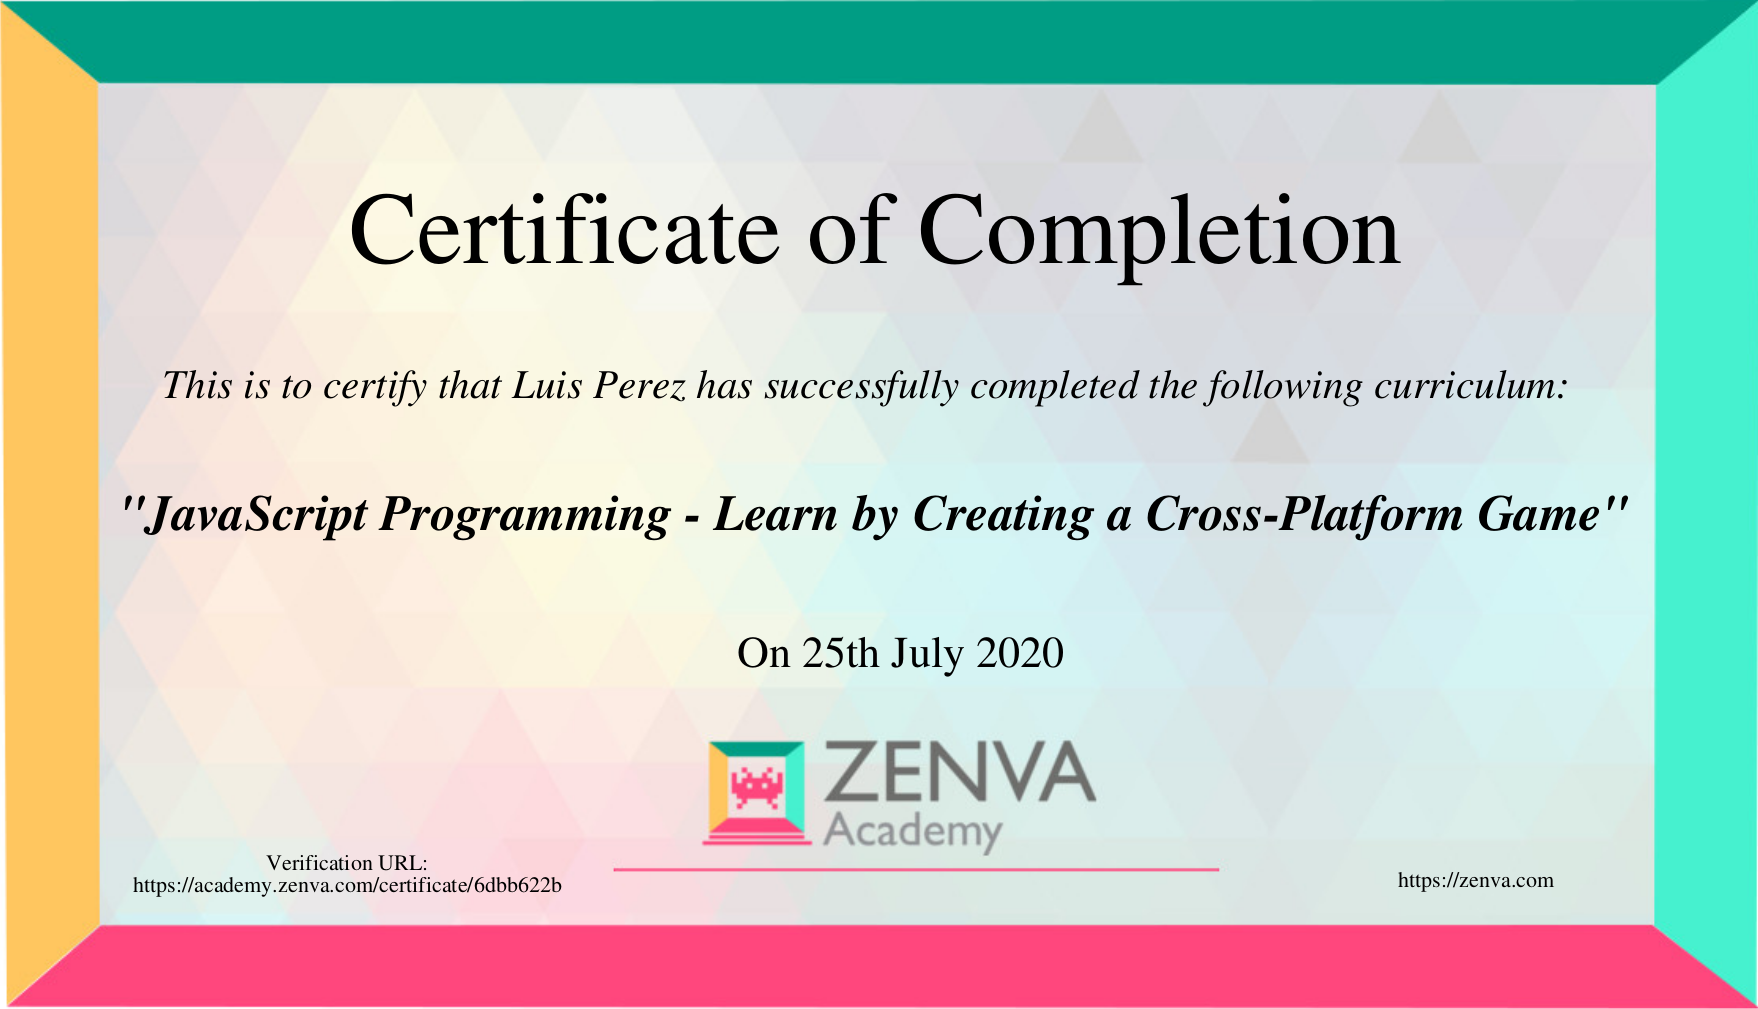 Certificate of Completion
This is to certify that Luis Perez has successfully completed the following curriculum:
"JavaScript Programming - Learn by Creating a Cross-Platform Game"
On 25th July 2020
ZENVA
Academy
Verification URL:
https://academy.zenva.com/certificate/6dbb622b
https://zenva.com